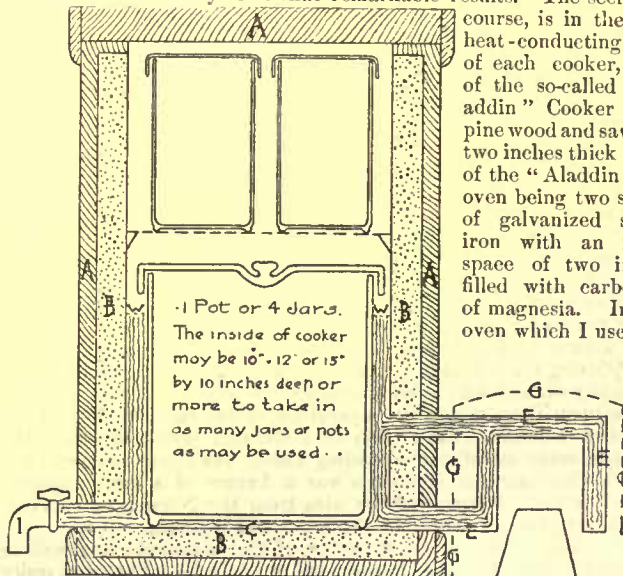 remarkable results. The
course, is in the
heat-conducting
of each cooker,
of the so-called
addin" Cooker
pine wood and sav
two inches thick
of the "Aladdin
oven being two s
of galvanized s
iron with an
space of two i
filled with carb
of magnesia. In
oven which I use
A
A
A
B
B
·1 Pot or 4 Jars.
The inside of cooker
may be 10". 12" or 15"
by 10 inches deep or
more to take in
as many Jars or pots
as may be used · ·
G
E
E
G
C
E
B
G